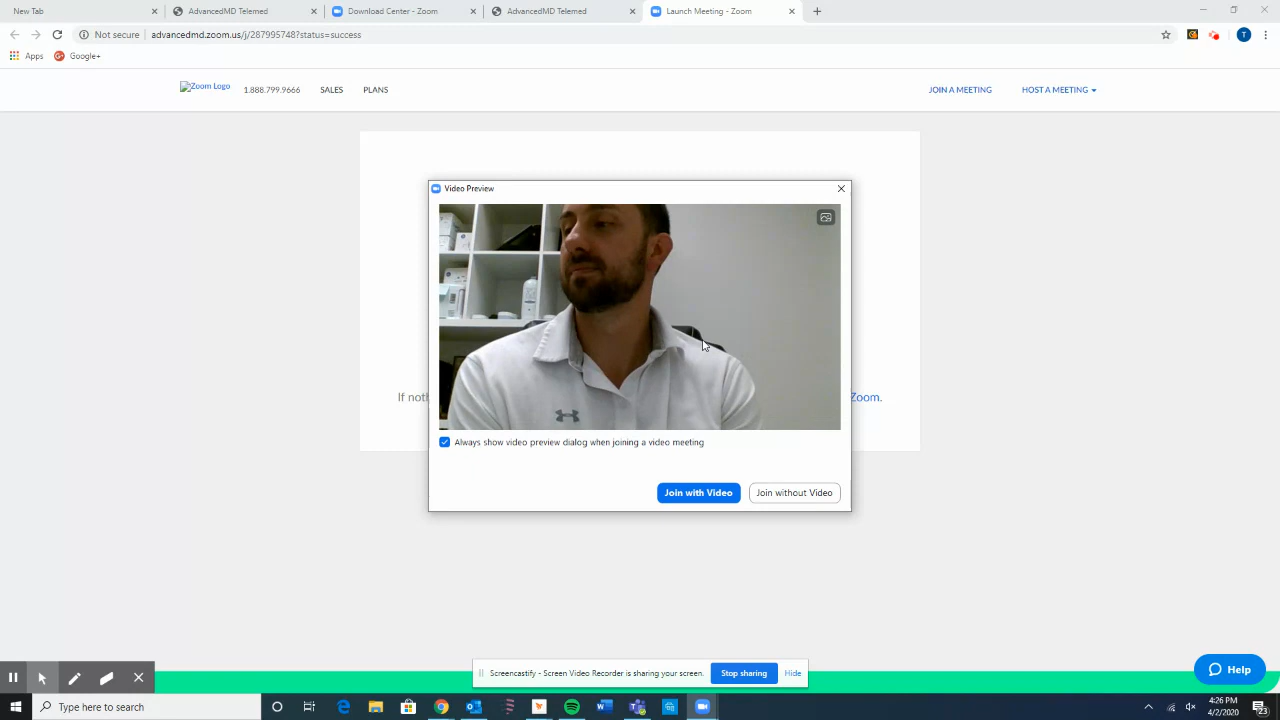 New Tab
AdvancedMD Telemed
Download Center - Zoom
AdvancedMD Telemed
Launch Meeting - Zoom
Not secure
advancedmd.zoom.us/j/287995748?status=success
T
Apps
Google+
Zoom Logo
1.888.799.9666
SALES
PLANS
JOIN A MEETING
HOST A MEETING
Video Preview
If noth
Zoom.
Always show video preview dialog when joining a video meeting
Join with Video
Join without Video
Screencastify - Screen Video Recorder is sharing your screen.
Stop sharing
Hide
Help
Type here to search
4:26 PM
4/2/2020